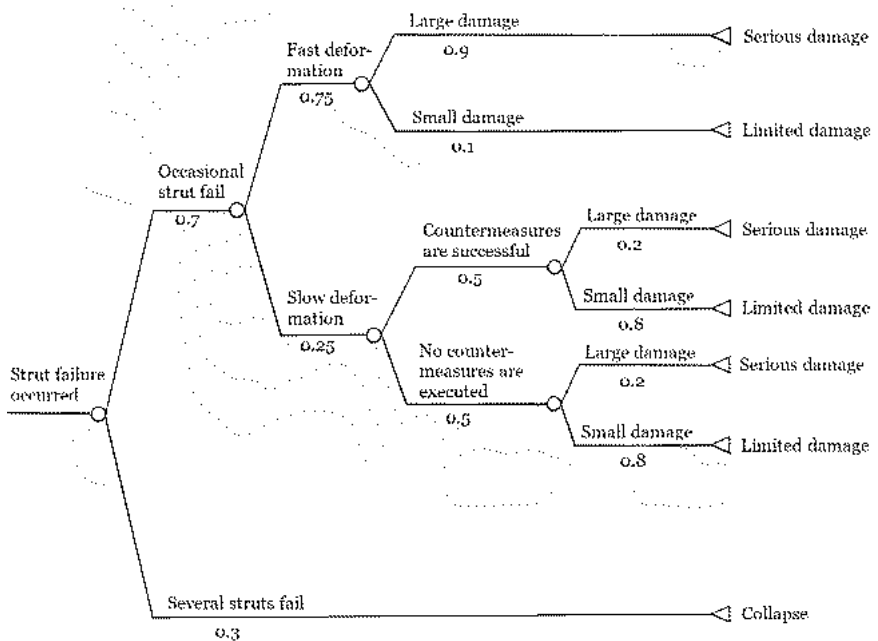 Large damage
0.9
Serious damage
Fast defor-
mation
0.75
Small damage
0.1
Limited damage
Occasional
strut fail
0.7
Countermeasures
are successful
0.5
Large damage
0.2
Serious damage
Slow defor-
mation
0.25
Small damage
0.8
Limited damage
No counter-
measures are
executed
0.5
Large damage
0.2
Serious damage
Small damage
0.8
Limited damage
Strut failure
occurred
Several struts fail
0.3
Collapse